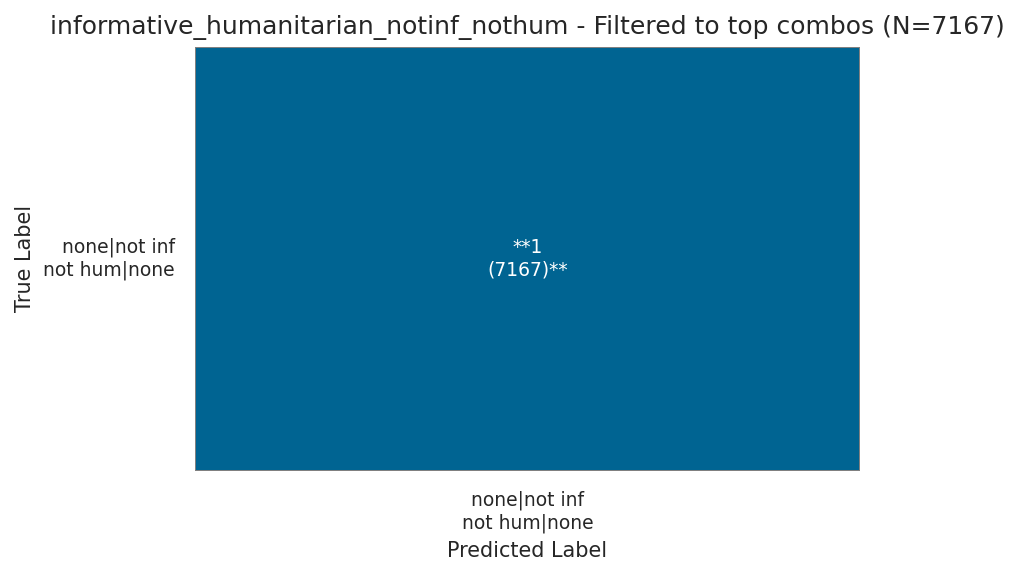 informative_humanitarian_notinf_nothum - Filtered to top combos (N=7167)
True Label
none|not inf
not hum|none
**1
(7167)**
none|not inf
not hum|none
Predicted Label